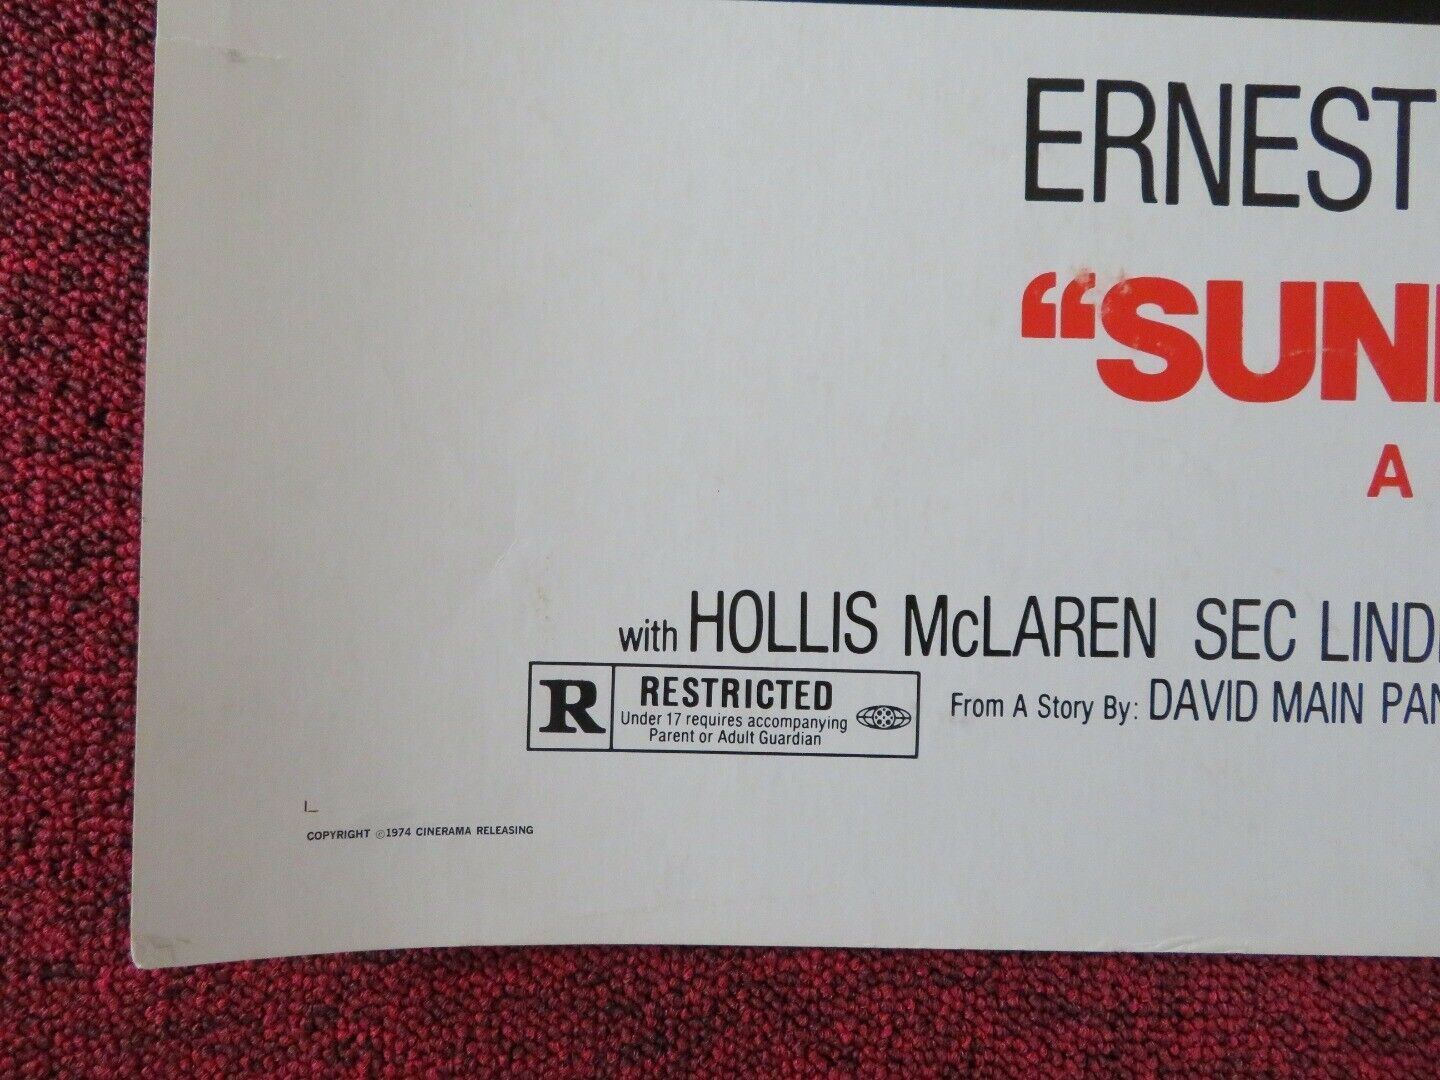 ERNEST
“SUN
A
with HOLLIS McLAREN SEC LIND
R RESTRICTED
Under 17 requires accompanying
Parent or Adult Guardian
From A Story By: DAVID MAIN PAN
COPYRIGHT ©1974 CINERAMA RELEASING